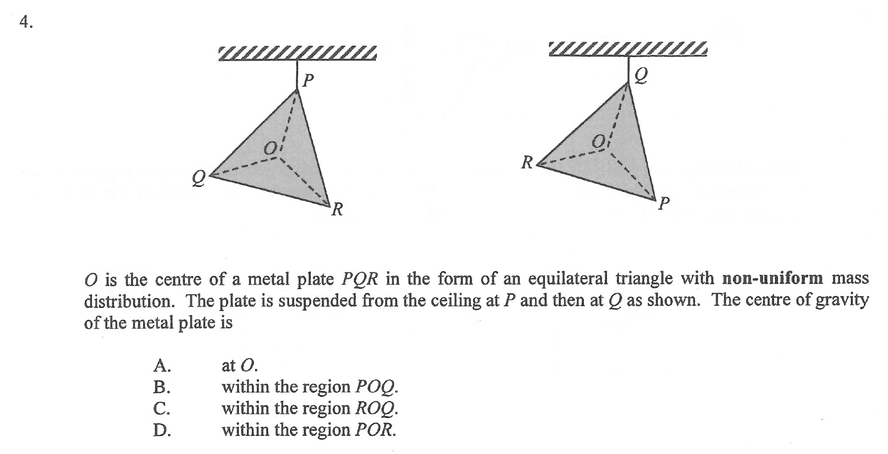 4.
P
Q
O
O
Q
R
R
P
O is the centre of a metal plate PQR in the form of an equilateral triangle with non-uniform mass
distribution. The plate is suspended from the ceiling at P and then at Q as shown. The centre of gravity
of the metal plate is
A. at O.
B. within the region POQ.
C. within the region ROQ.
D. within the region POR.